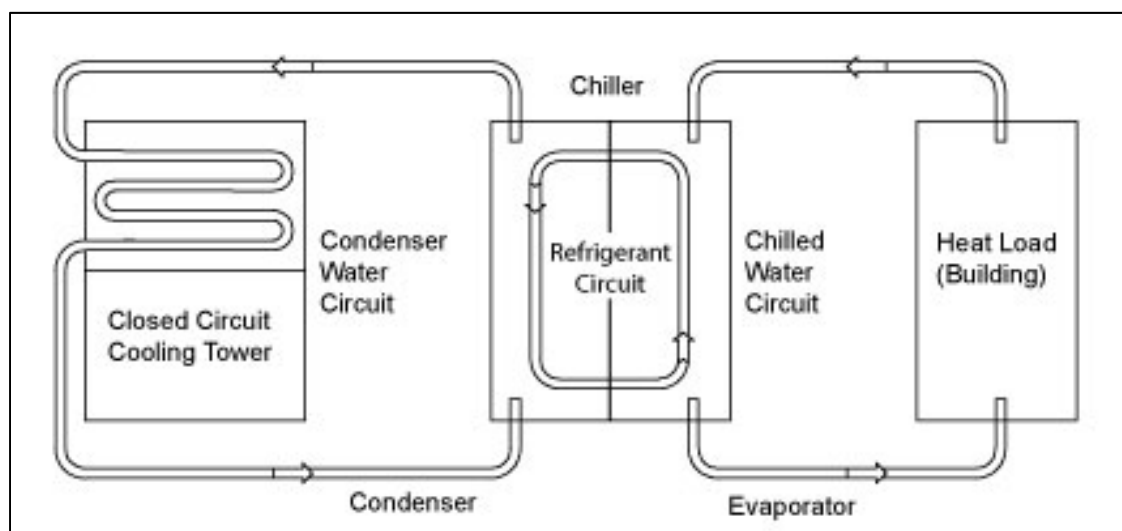 Chiller
Condenser
Water
Circuit
Refrigerant
Circuit
Chilled
Water
Circuit
Heat Load
(Building)
Closed Circuit
Cooling Tower
Condenser
Evaporator